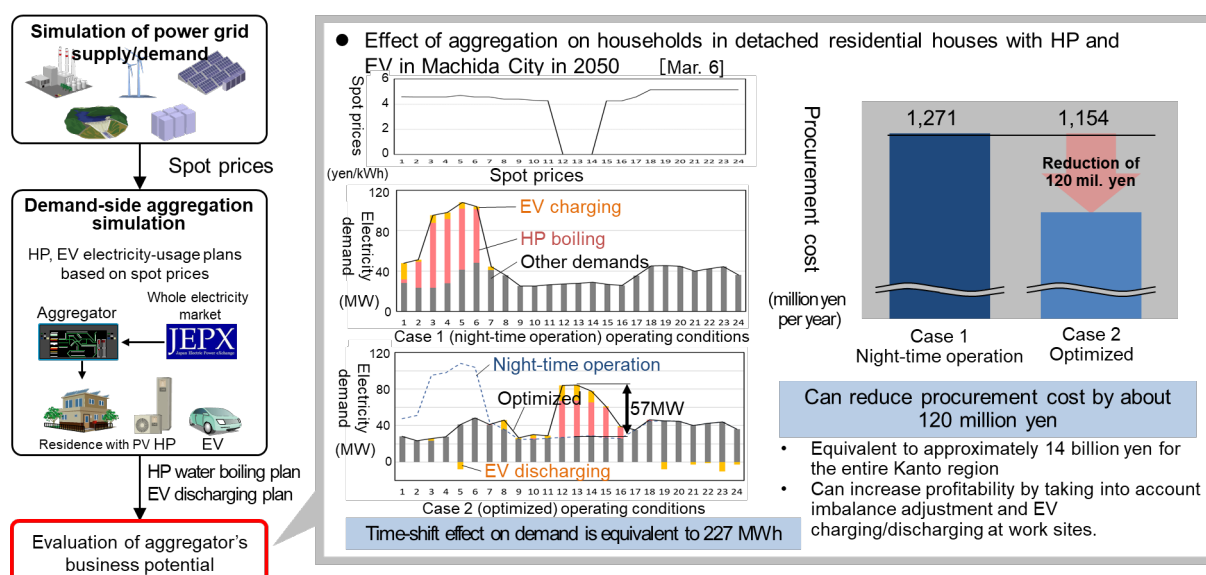 Simulation of power grid
supply/demand
Spot prices
Demand-side aggregation
simulation
HP, EV electricity-usage plans
based on spot prices
Whole electricity
market
Aggregator
JEPX
Japan Electric Power eXchange
Residence with PV HP EV
HP water boiling plan
EV discharging plan
Evaluation of aggregator's
business potential
● Effect of aggregation on households in detached residential houses with HP and
EV in Machida City in 2050 [Mar. 6]
Spot prices
6
4
2
0
1 2 3 4 5 6 7 8 9 10 11 12 13 14 15 16 17 18 19 20 21 22 23 24
(yen/kWh)
Spot prices
Electricity
demand
(MW)
120
80
40
0
EV charging
HP boiling
Other demands
1 2 3 4 5 6 7 8 9 10 11 12 13 14 15 16 17 18 19 20 21 22 23 24
Case 1 (night-time operation) operating conditions
Electricity
demand
(MW)
120
80
40
0
Night-time operation
Optimized
57MW
EV discharging
1 2 3 4 5 6 7 8 9 10 11 12 13 14 15 16 17 18 19 20 21 22 23 24
Case 2 (optimized) operating conditions
Time-shift effect on demand is equivalent to 227 MWh
Procurement cost
(million yen
per year)
1,271
1,154
Reduction of
120 mil. yen
Case 1
Night-time operation
Case 2
Optimized
Can reduce procurement cost by about
120 million yen
• Equivalent to approximately 14 billion yen for
the entire Kanto region
• Can increase profitability by taking into account
imbalance adjustment and EV
charging/discharging at work sites.